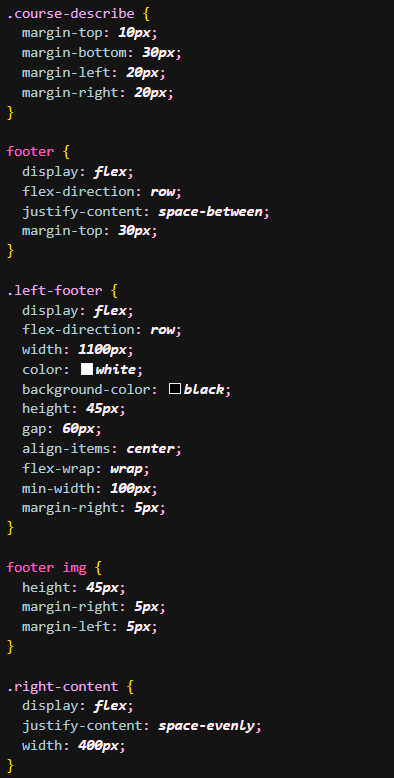 .course-describe {
  margin-top: 10px;
  margin-bottom: 30px;
  margin-left: 20px;
  margin-right: 20px;
}

footer {
  display: flex;
  flex-direction: row;
  justify-content: space-between;
  margin-top: 30px;
}

.left-footer {
  display: flex;
  flex-direction: row;
  width: 1100px;
  color: white;
  background-color: black;
  height: 45px;
  gap: 60px;
  align-items: center;
  flex-wrap: wrap;
  min-width: 100px;
  margin-right: 5px;
}

footer img {
  height: 45px;
  margin-right: 5px;
  margin-left: 5px;
}

.right-content {
  display: flex;
  justify-content: space-evenly;
  width: 400px;
}